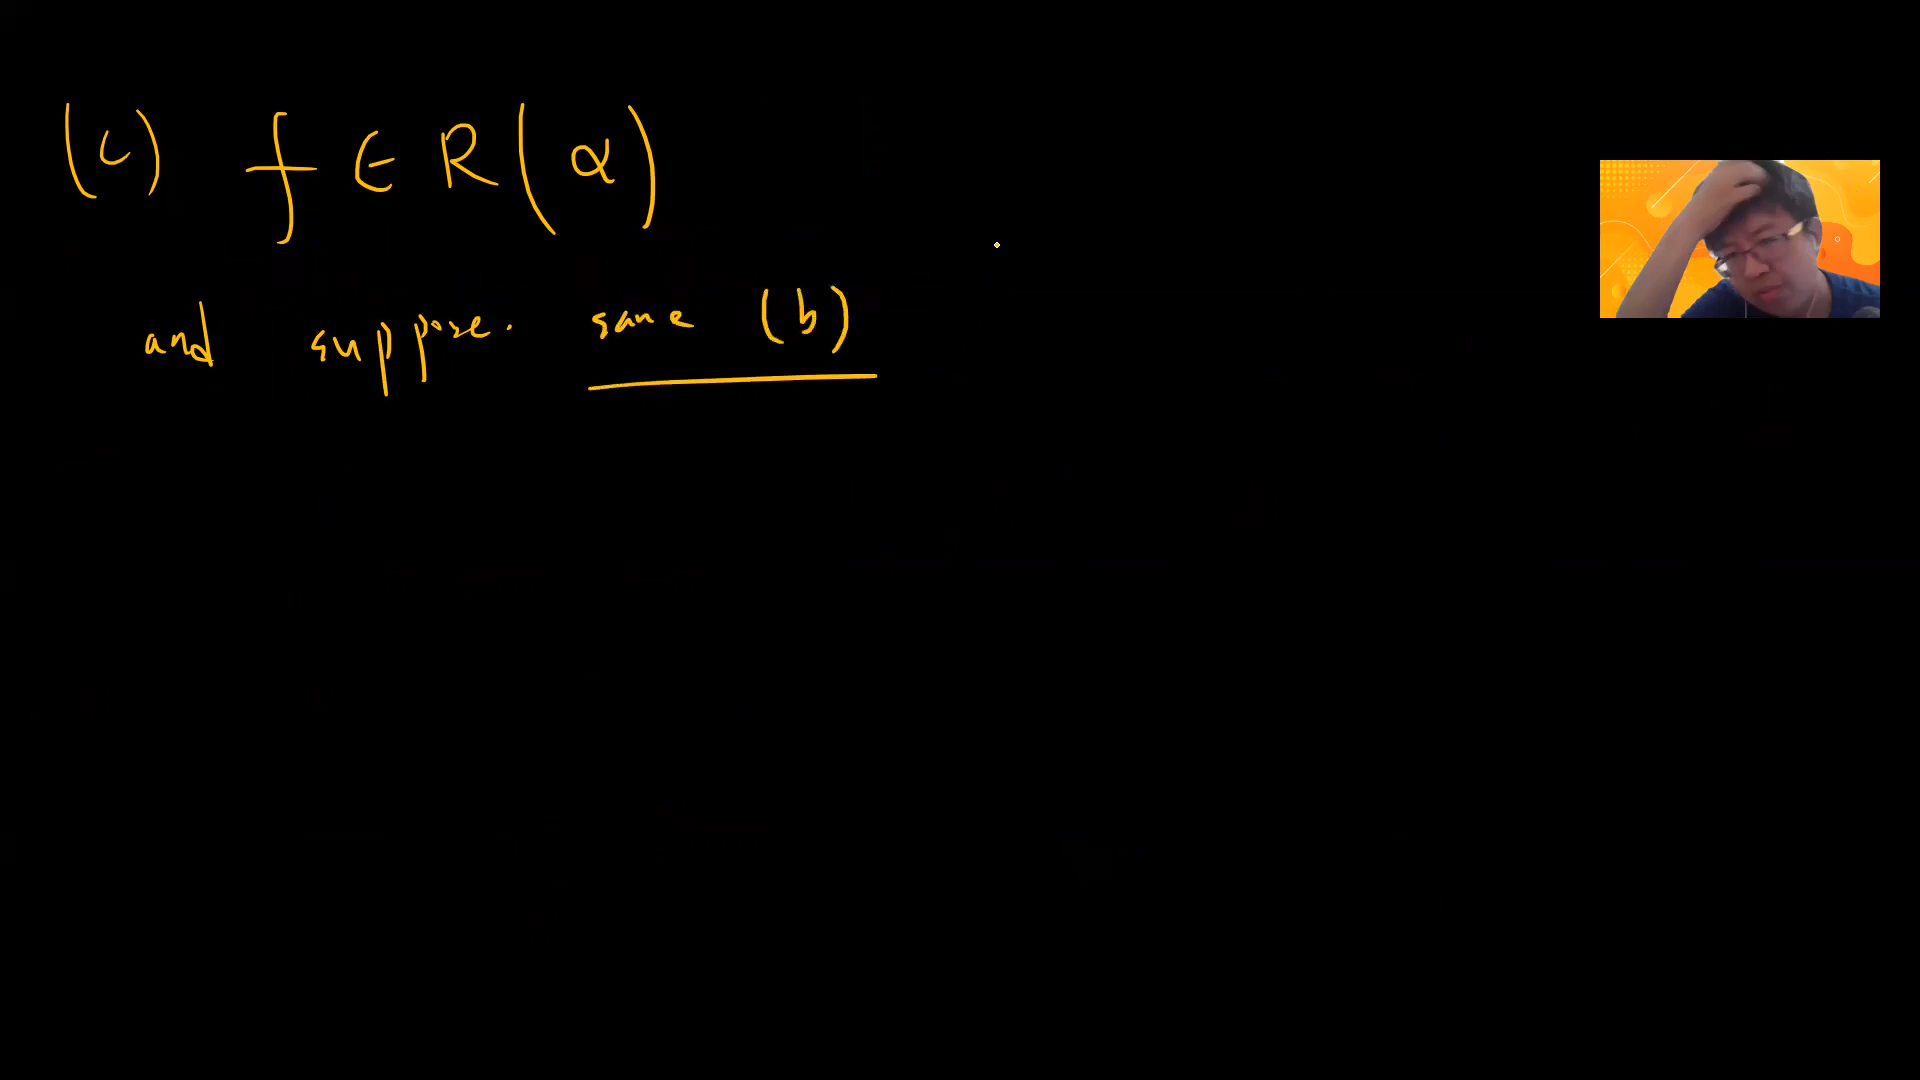 (c) f ∈ R(α)
and suppose. same (b)